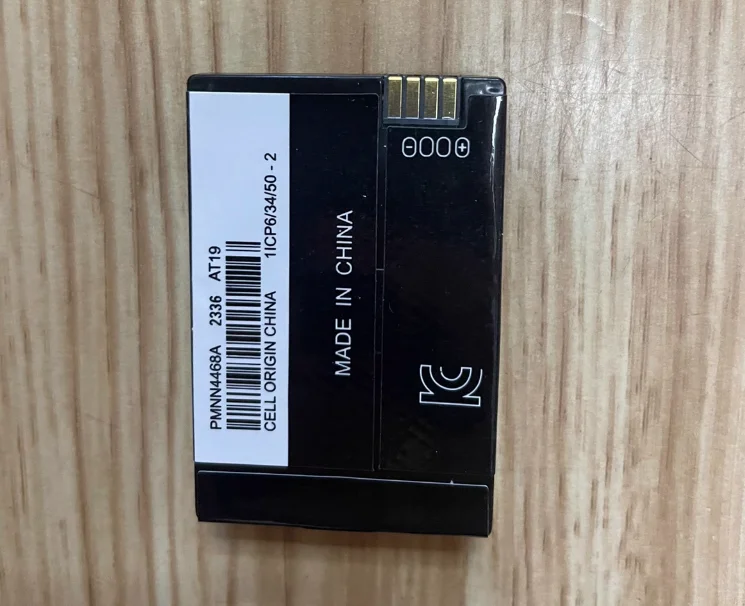 PMNN4468A 2336 AT19
CELL ORIGIN CHINA 1ICP6/34/50 - 2
MADE IN CHINA